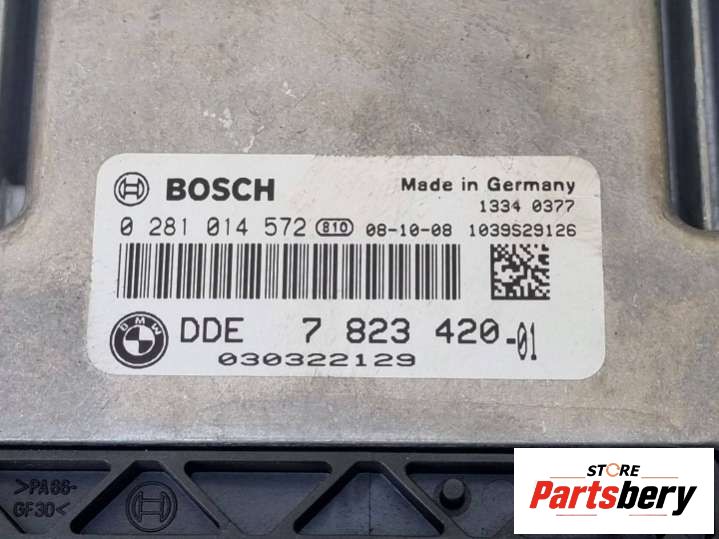 BOSCH
Made in Germany
1334 0377
0 281 014 572 810 08-10-08 1039S29126
BMW
DDE 7 823 420-01
030322129
>PA66-
GF30<
STORE
Partsbery